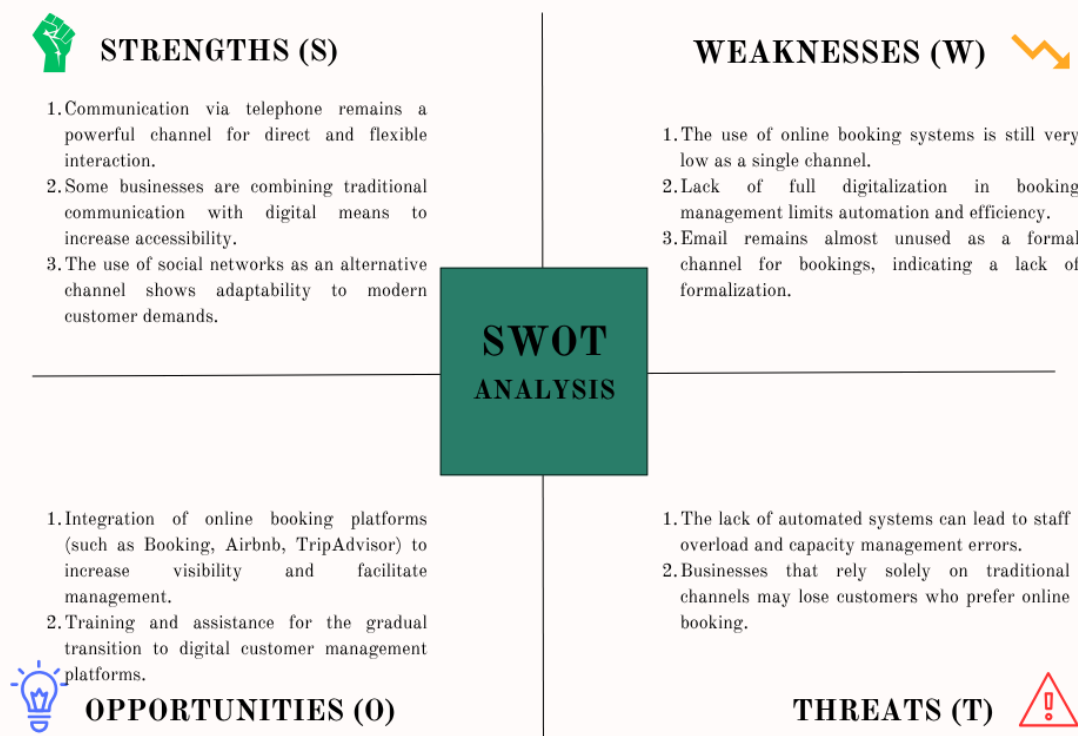 STRENGTHS (S)
1. Communication via telephone remains a
powerful channel for direct and flexible
interaction.
2. Some businesses are combining traditional
communication with digital means to
increase accessibility.
3. The use of social networks as an alternative
channel shows adaptability to modern
customer demands.
WEAKNESSES (W)
1. The use of online booking systems is still very
low as a single channel.
2. Lack of full digitalization in booking
management limits automation and efficiency.
3. Email remains almost unused as a formal
channel for bookings, indicating a lack of
formalization.
SWOT
ANALYSIS
1. Integration of online booking platforms
(such as Booking, Airbnb, TripAdvisor) to
increase visibility and facilitate
management.
2. Training and assistance for the gradual
transition to digital customer management
platforms.
OPPORTUNITIES (O)
1. The lack of automated systems can lead to staff
overload and capacity management errors.
2. Businesses that rely solely on traditional
channels may lose customers who prefer online
booking.
THREATS (T)